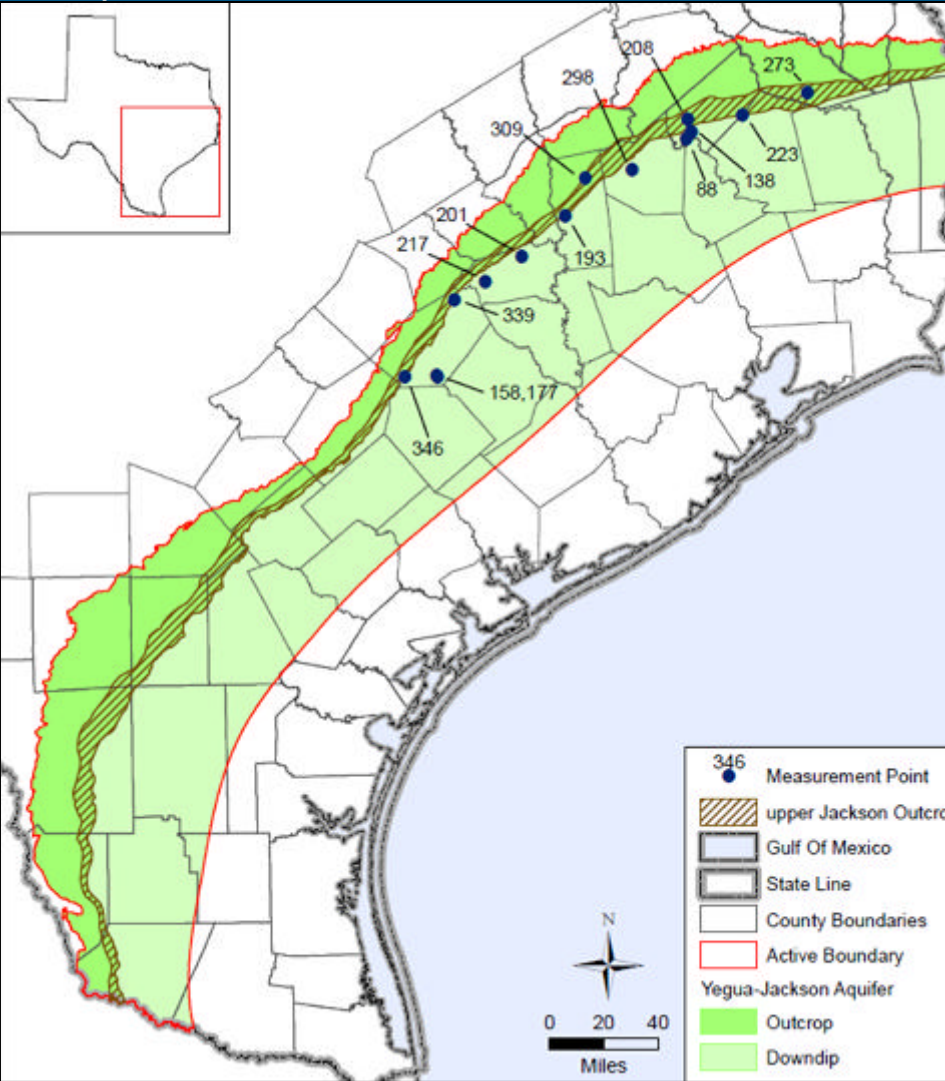 208
273
298
309
223
138
88
201
193
217
339
158,177
346
346
Measurement Point
upper Jackson Outcro
Gulf Of Mexico
State Line
County Boundaries
Active Boundary
Yegua-Jackson Aquifer
Outcrop
Downdip
N
0 20 40
Miles